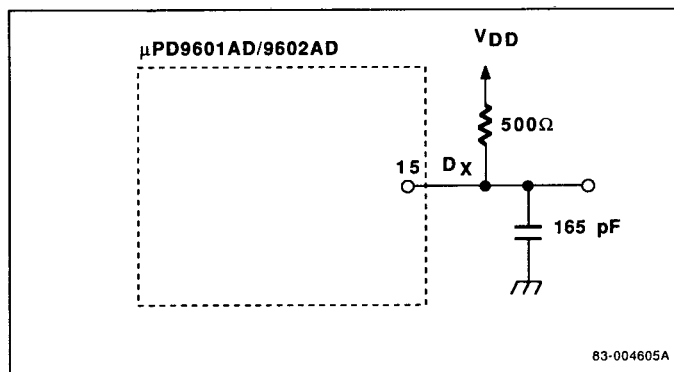 μPD9601AD/9602AD
VDD
500Ω
15 DX
165 pF
83-004605A